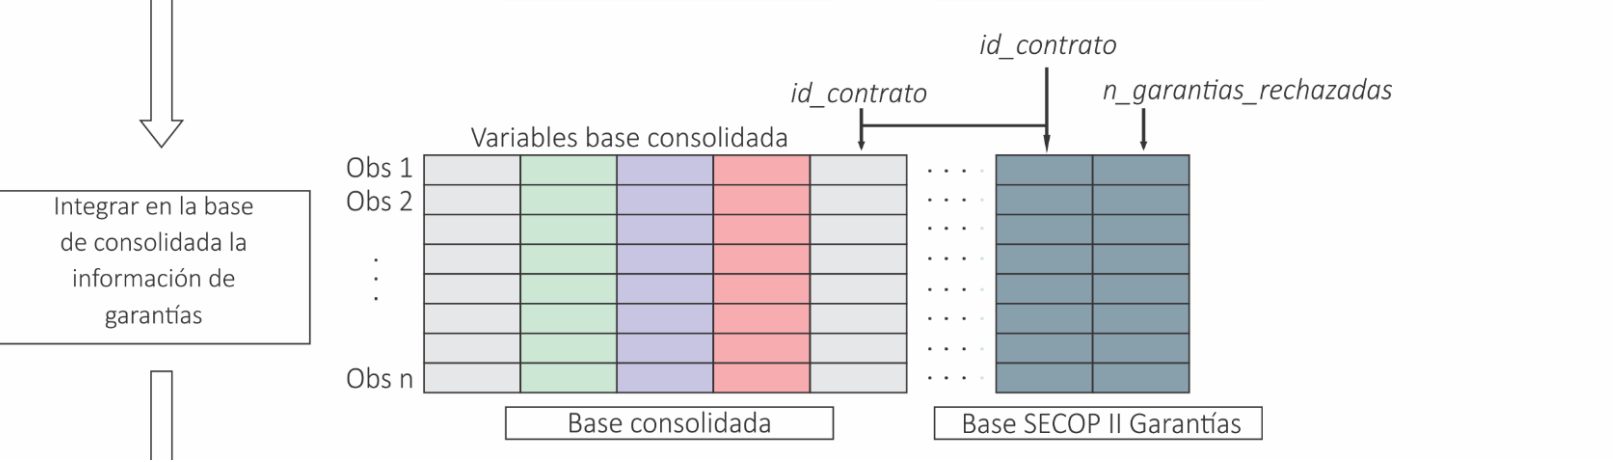 id_contrato
id_contrato
n_garantias_rechazadas
Variables base consolidada
Obs 1
Obs 2
Obs n
Integrar en la base
de consolidada la
información de
garantías
Base consolidada
Base SECOP II Garantías